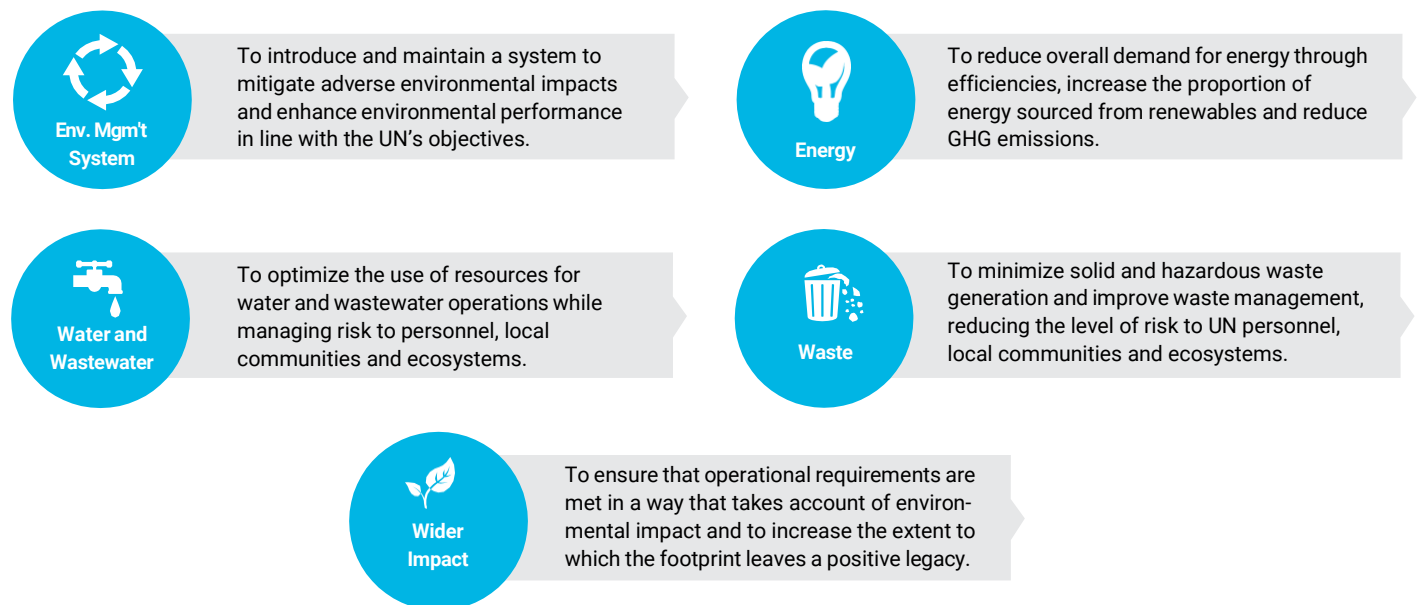 Env. Mgm't
System
To introduce and maintain a system to
mitigate adverse environmental impacts
and enhance environmental performance
in line with the UN's objectives.
Energy
To reduce overall demand for energy through
efficiencies, increase the proportion of
energy sourced from renewables and reduce
GHG emissions.
Water and
Wastewater
To optimize the use of resources for
water and wastewater operations while
managing risk to personnel, local
communities and ecosystems.
Waste
To minimize solid and hazardous waste
generation and improve waste management,
reducing the level of risk to UN personnel,
local communities and ecosystems.
Wider
Impact
To ensure that operational requirements are
met in a way that takes account of environ-
mental impact and to increase the extent to
which the footprint leaves a positive legacy.